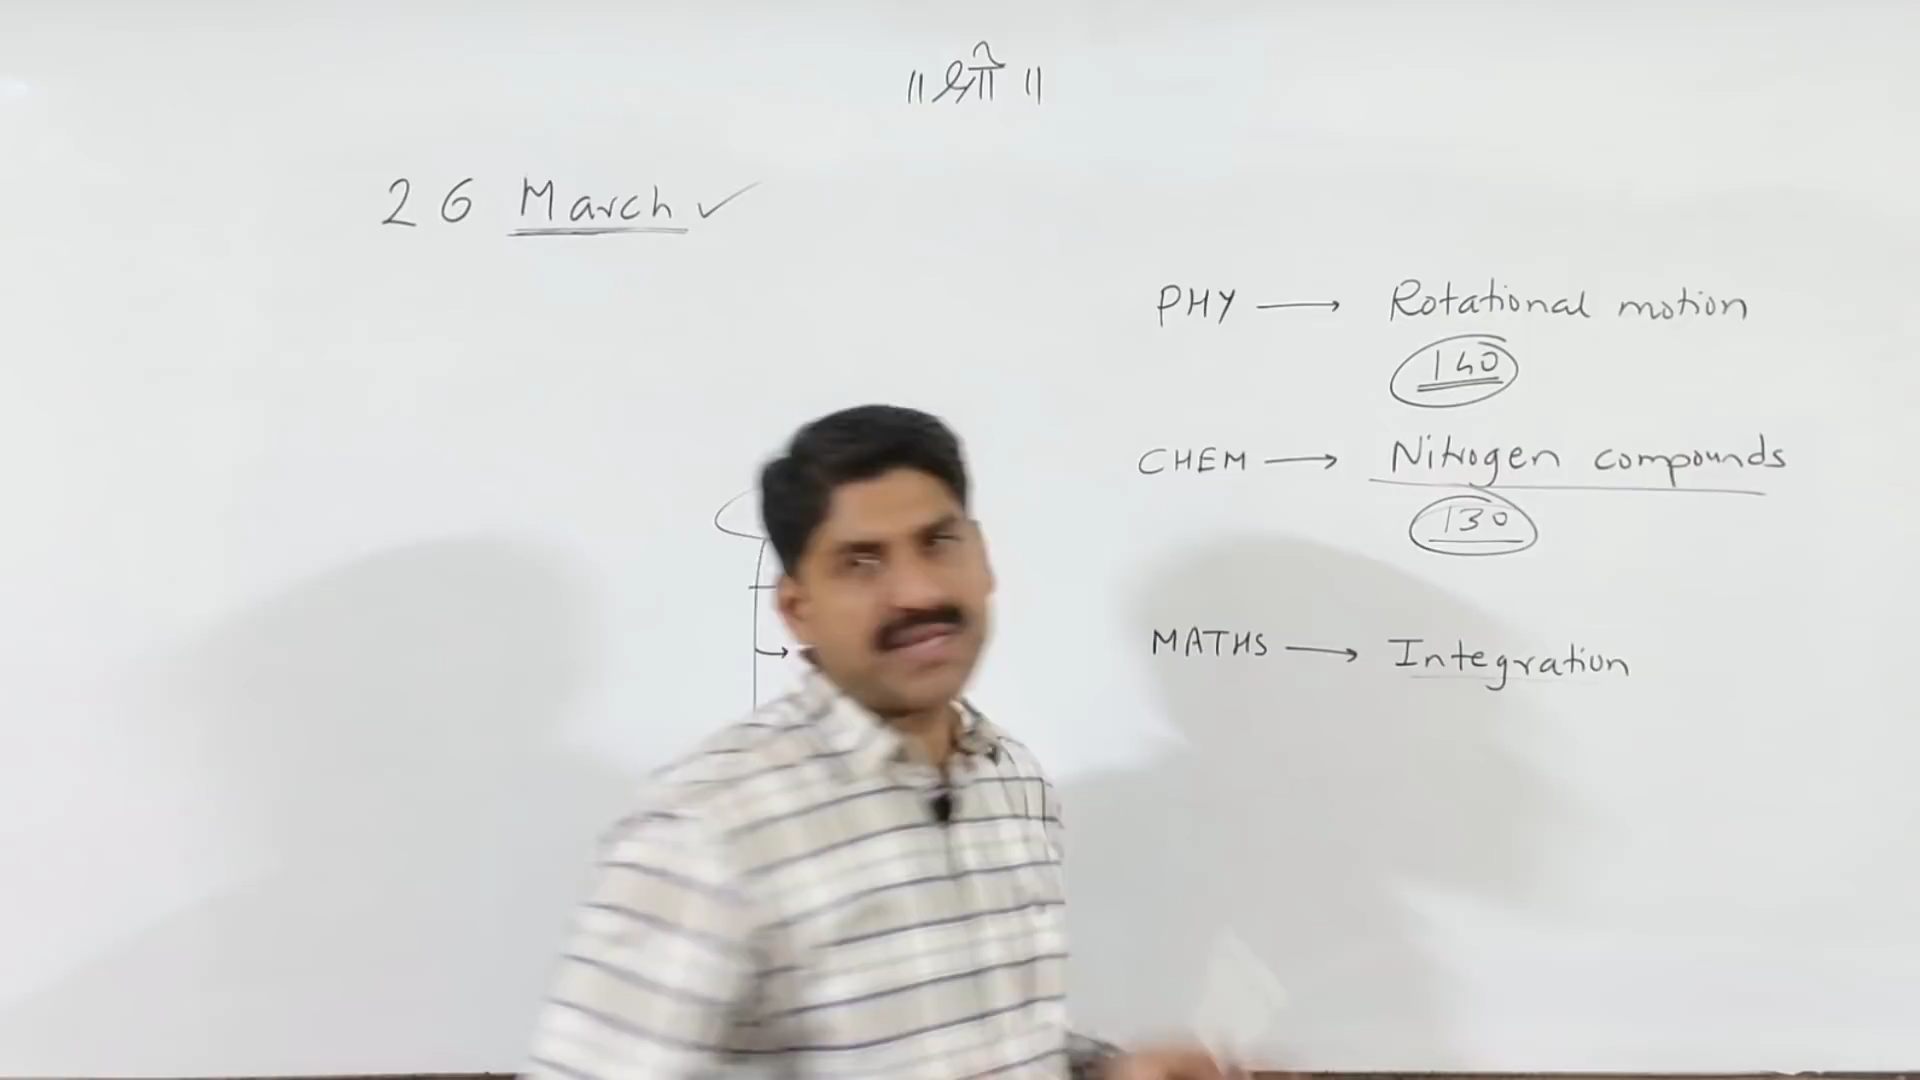 ॥ श्री ॥
26 March ✓
PHY → Rotational motion
140
CHEM → Nitrogen compounds
130
MATHS → Integration